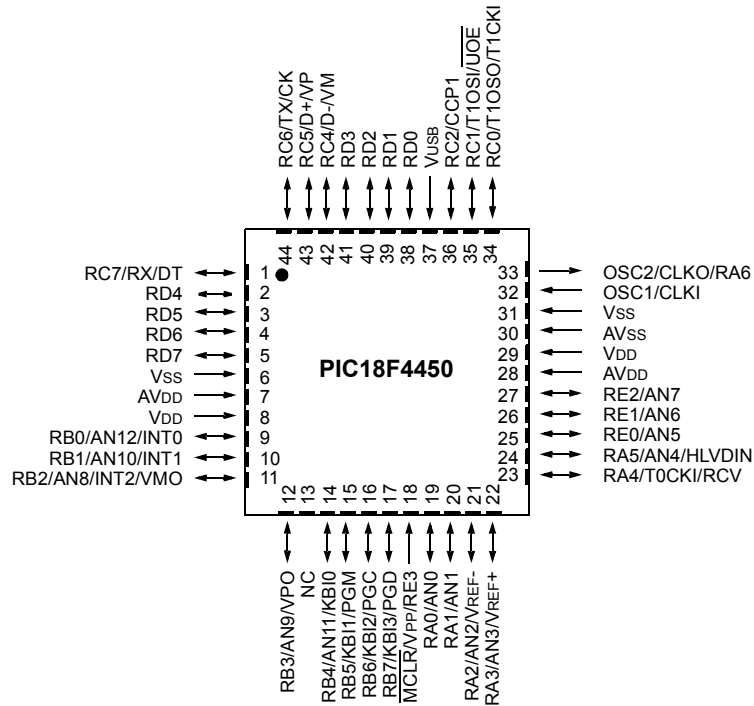 RC6/TX/CK
RC5/D+/VP
RC4/D-/VM
RD3
RD2
RD1
RD0
VUSB
RC2/CCP1
RC1/T1OSI/UOE
RC0/T1OSO/T1CKI
44
43
42
41
40
39
38
37
36
35
34
RC7/RX/DT 1
RD4 2
RD5 3
RD6 4
RD7 5
VSS 6
AVDD 7
VDD 8
RB0/AN12/INT0 9
RB1/AN10/INT1 10
RB2/AN8/INT2/VMO 11
PIC18F4450
33 OSC2/CLKO/RA6
32 OSC1/CLKI
31 VSS
30 AVSS
29 VDD
28 AVDD
27 RE2/AN7
26 RE1/AN6
25 RE0/AN5
24 RA5/AN4/HLVDIN
23 RA4/T0CKI/RCV
12
13
14
15
16
17
18
19
20
21
22
RB3/AN9/VPO
NC
RB4/AN11/KBI0
RB5/KBI1/PGM
RB6/KBI2/PGC
RB7/KBI3/PGD
MCLR/VPP/RE3
RA0/AN0
RA1/AN1
RA2/AN2/VREF-
RA3/AN3/VREF+